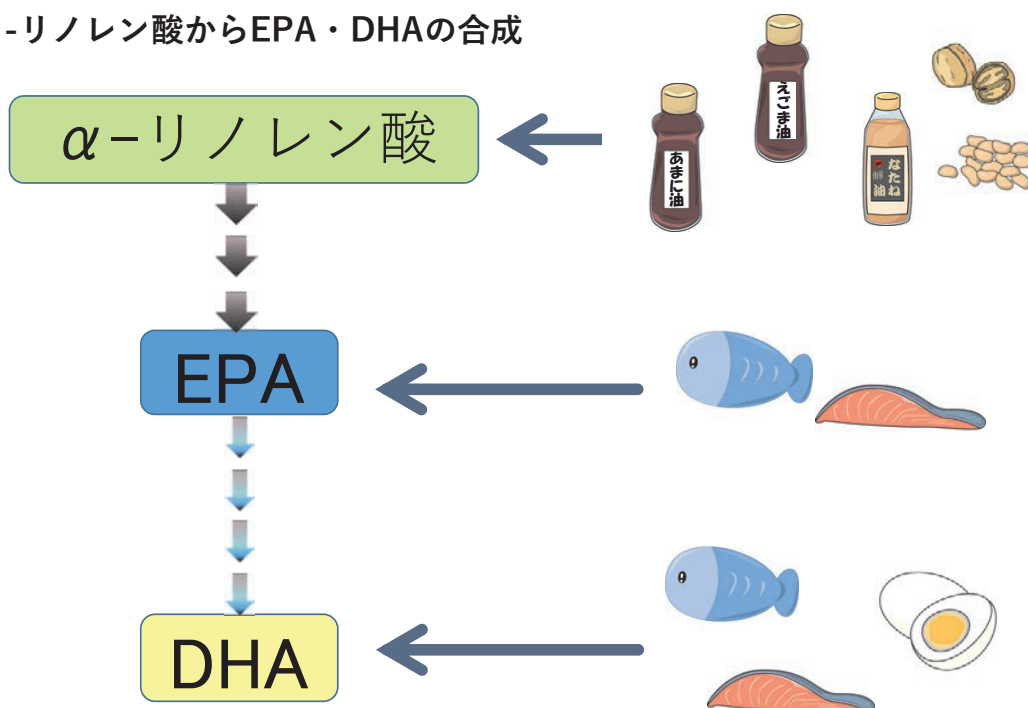 -リノレン酸からEPA・DHAの合成
α-リノレン酸
えごま油
あまに油
なたね
油
EPA
DHA